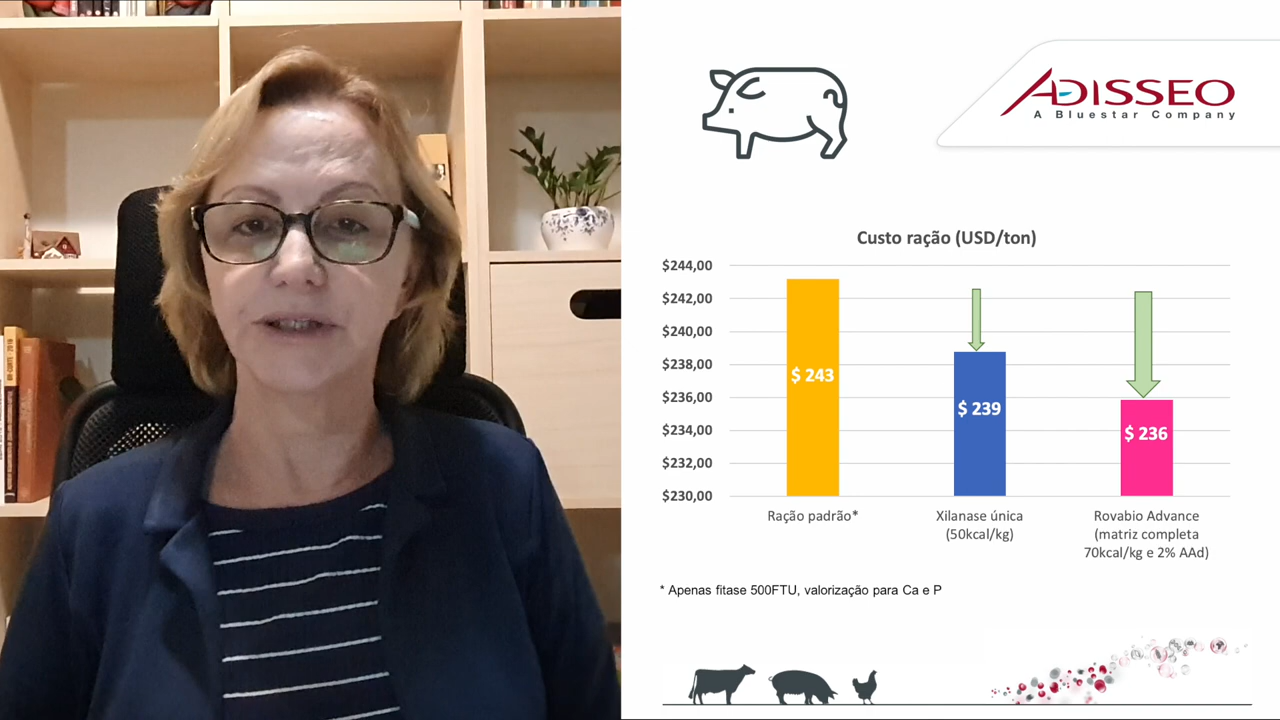 ADISSEO
A Bluestar Company
Custo ração (USD/ton)
$244,00
$242,00
$240,00
$238,00
$236,00
$234,00
$232,00
$230,00
$ 243
$ 239
$ 236
Ração padrão*
Xilanase única
(50kcal/kg)
Rovabio Advance
(matriz completa
70kcal/kg e 2% AAd)
* Apenas fitase 500FTU, valorização para Ca e P